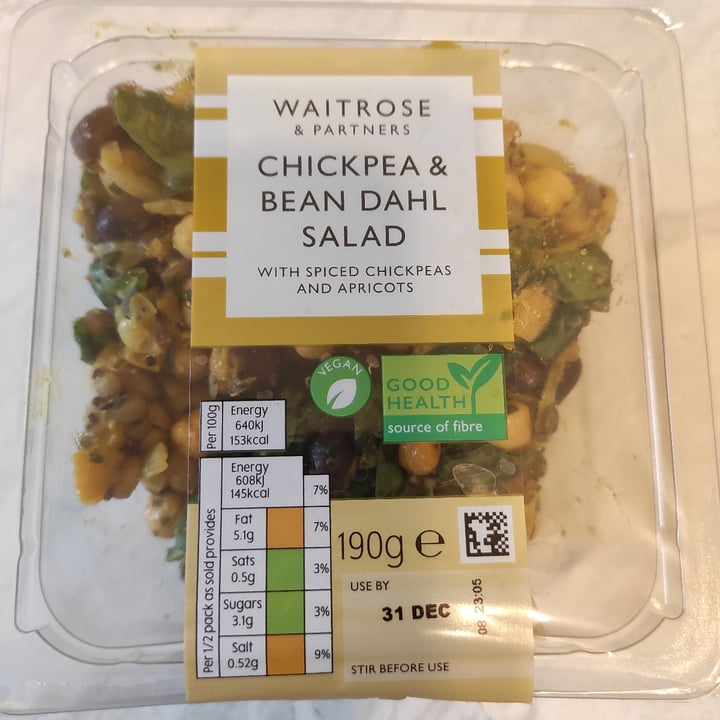 WAITROSE
& PARTNERS
CHICKPEA &
BEAN DAHL
SALAD
WITH SPICED CHICKPEAS
AND APRICOTS
VEGAN
GOOD
HEALTH
source of fibre
Per 100g
Energy
640kJ
153kcal
Per 1/2 pack as sold provides
Energy
608kJ
145kcal
7%
Fat
5.1g
7%
Sats
0.5g
3%
Sugars
3.1g
3%
Salt
0.52g
9%
190g e
USE BY
31 DEC
08 23:05
STIR BEFORE USE